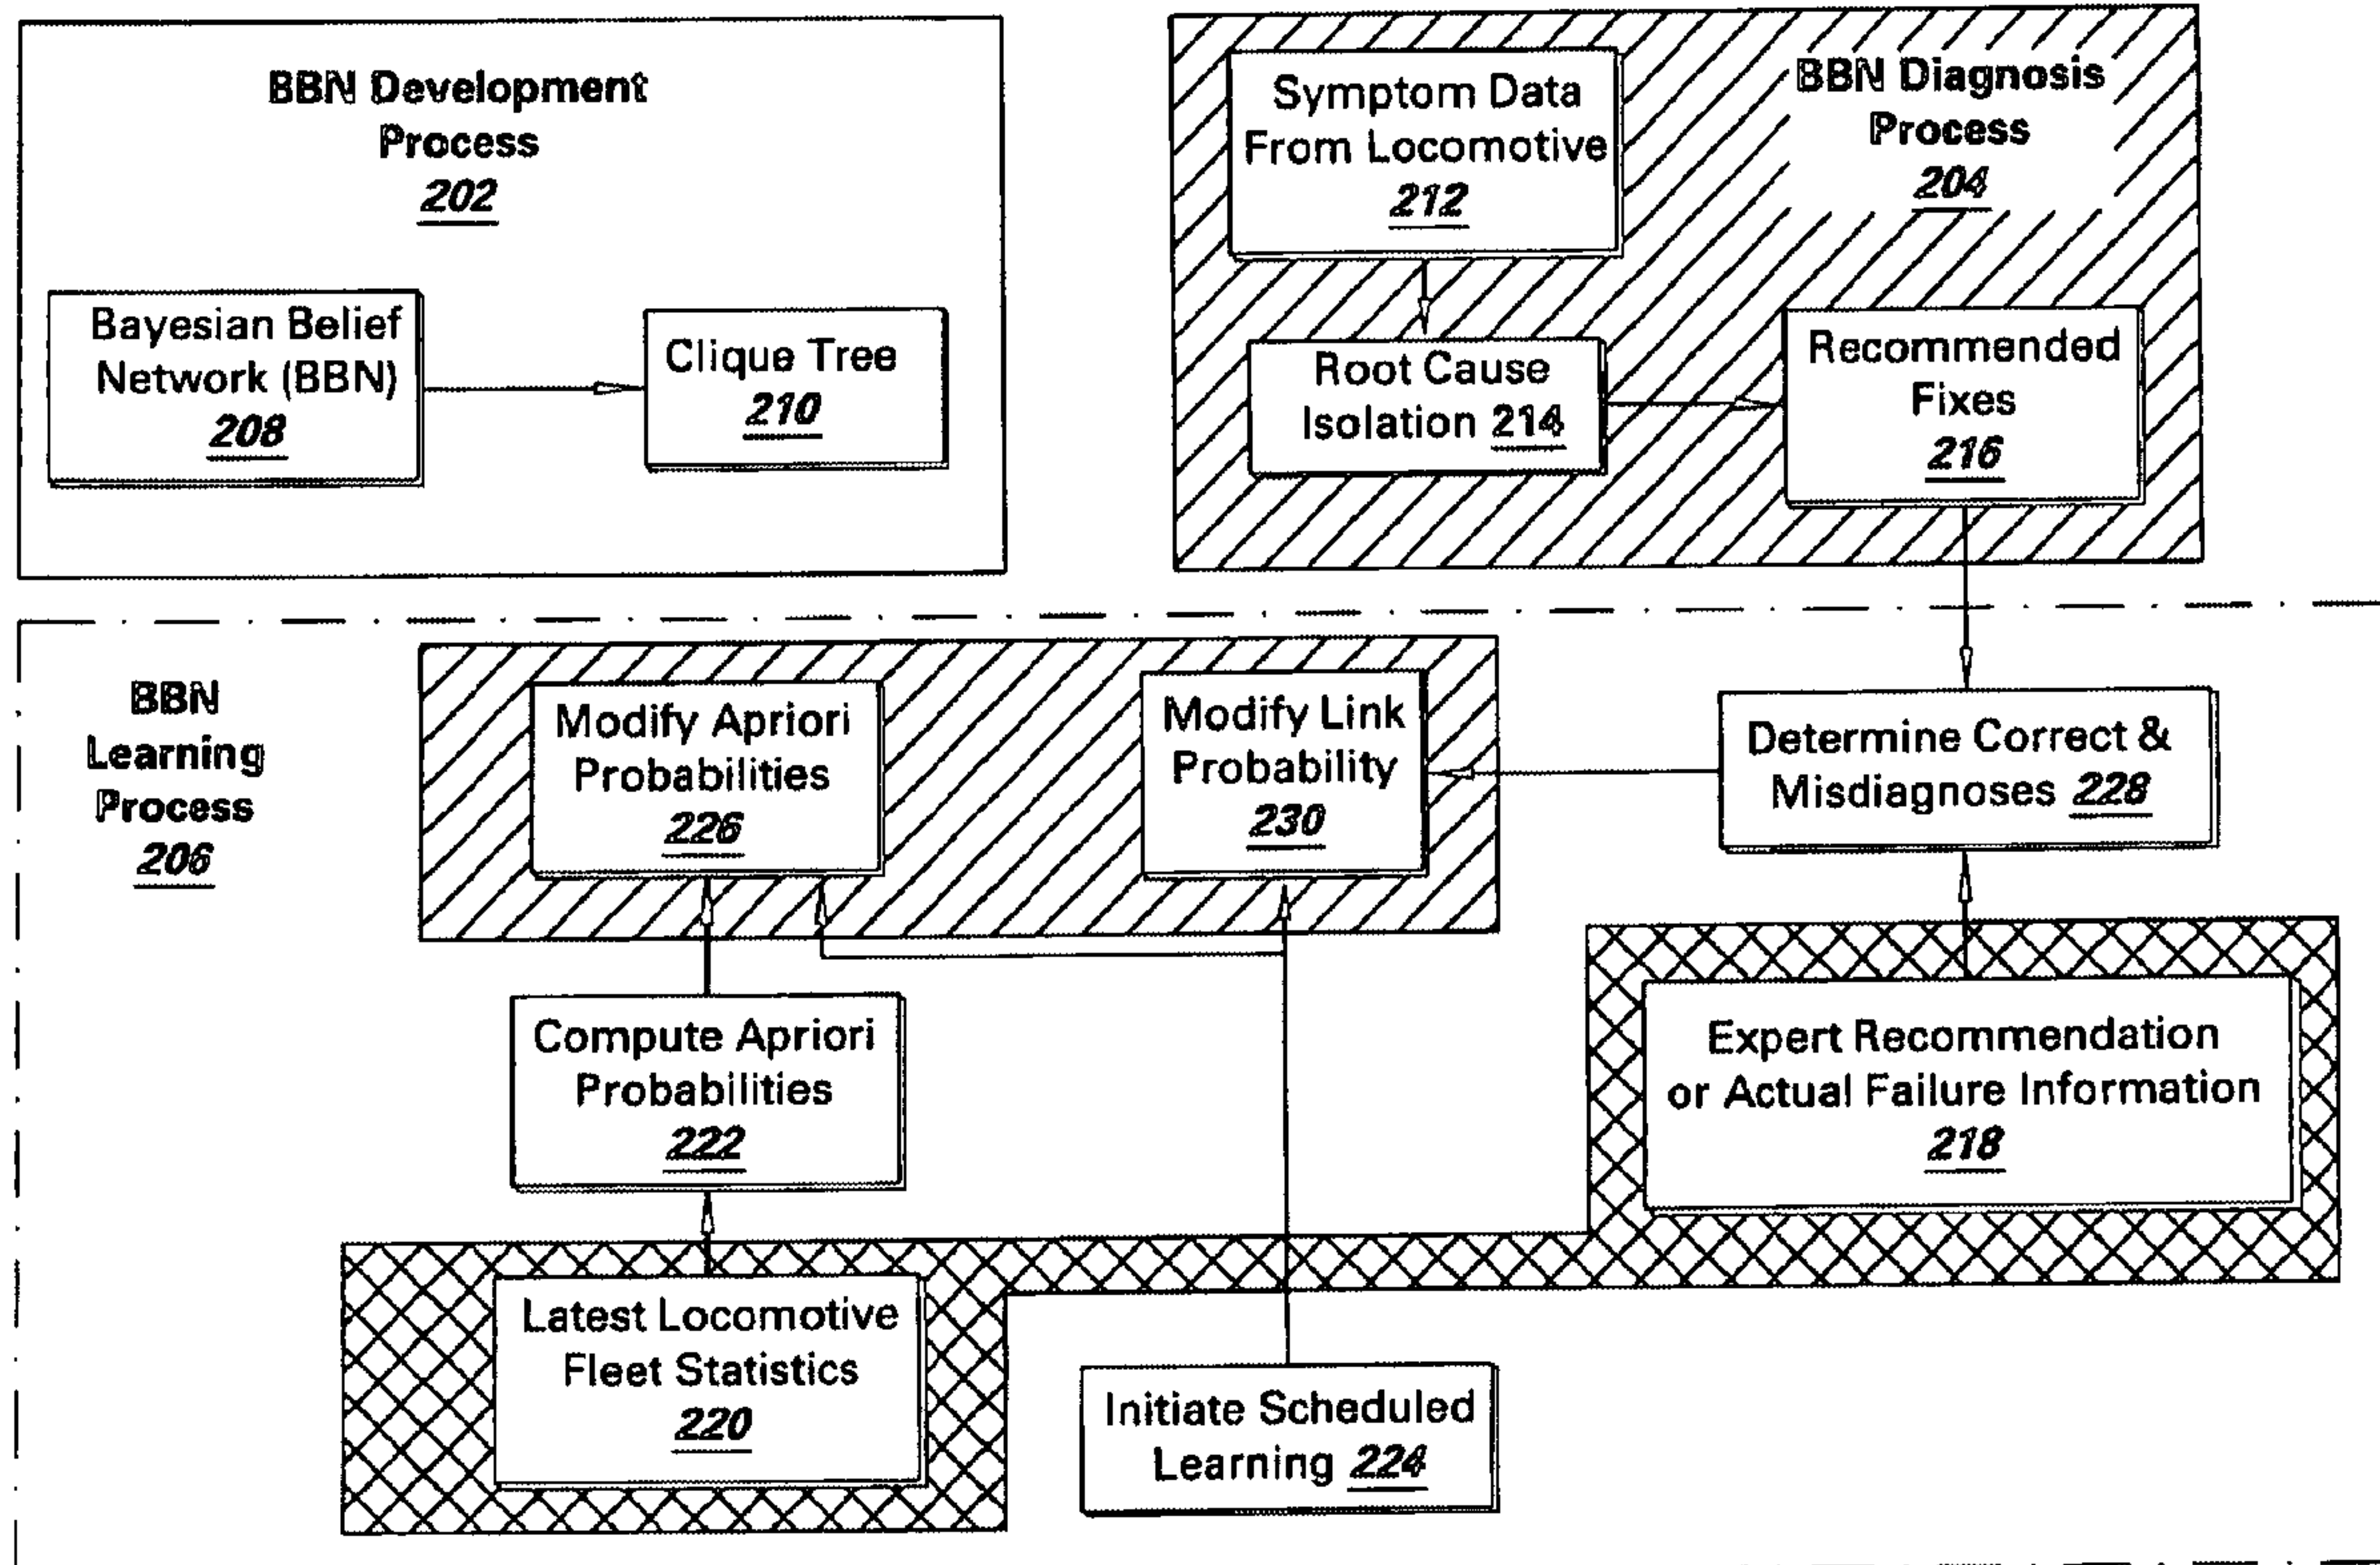 BBN Development
Process
202
Bayesian Belief
Network (BBN)
208
Clique Tree
210
BBN Diagnosis
Process
204
Symptom Data
From Locomotive
212
Root Cause
Isolation 214
Recommended
Fixes
216
BBN
Learning
Process
206
Modify Apriori
Probabilities
226
Modify Link
Probability
230
Determine Correct &
Misdiagnoses 228
Compute Apriori
Probabilities
222
Expert Recommendation
or Actual Failure Information
218
Latest Locomotive
Fleet Statistics
220
Initiate Scheduled
Learning 224